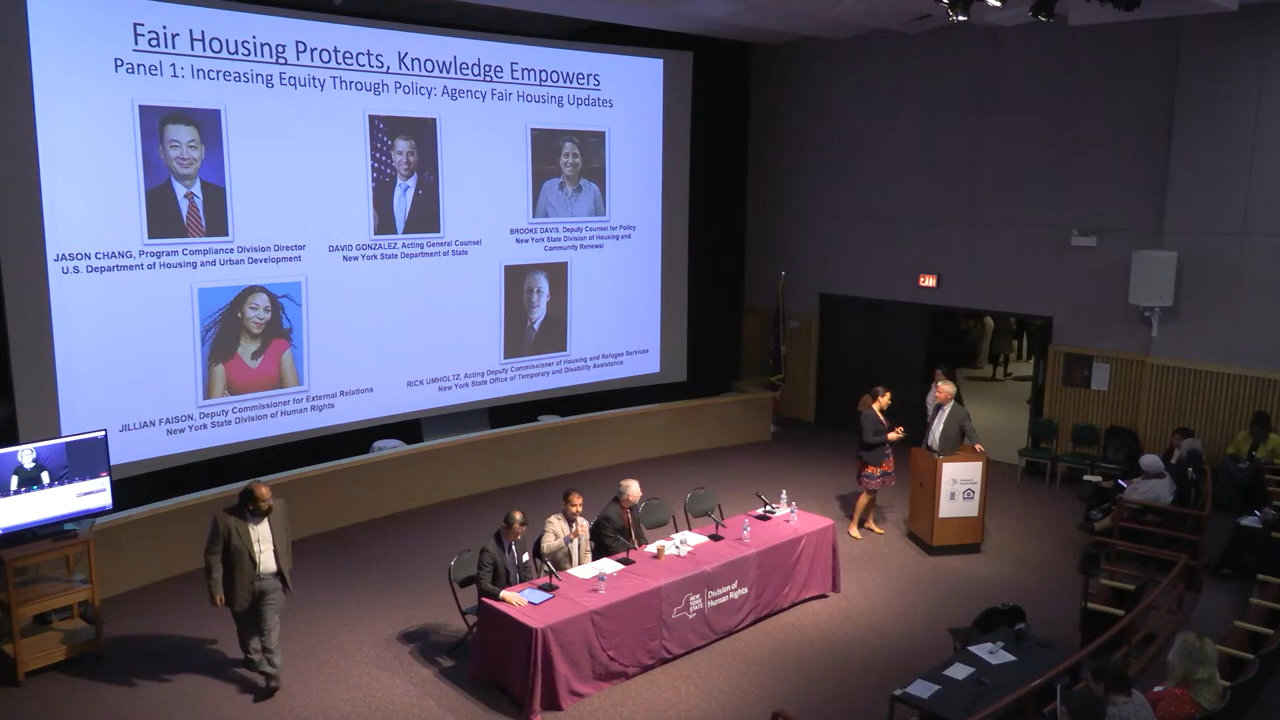 Fair Housing Protects, Knowledge Empowers
Panel 1: Increasing Equity Through Policy: Agency Fair Housing Updates
JASON CHANG, Program Compliance Division Director
U.S. Department of Housing and Urban Development
DAVID GONZALEZ, Acting General Counsel
New York State Department of State
BROOKE DAVIS, Deputy Counsel for Policy
New York State Division of Housing and
Community Renewal
JILLIAN FAISON, Deputy Commissioner for External Relations
New York State Division of Human Rights
RICK UMHOLTZ, Acting Deputy Commissioner of Housing and Refugee Services
New York State Office of Temporary and Disability Assistance
EXIT
NEW
YORK
STATE
Division of
Human Rights